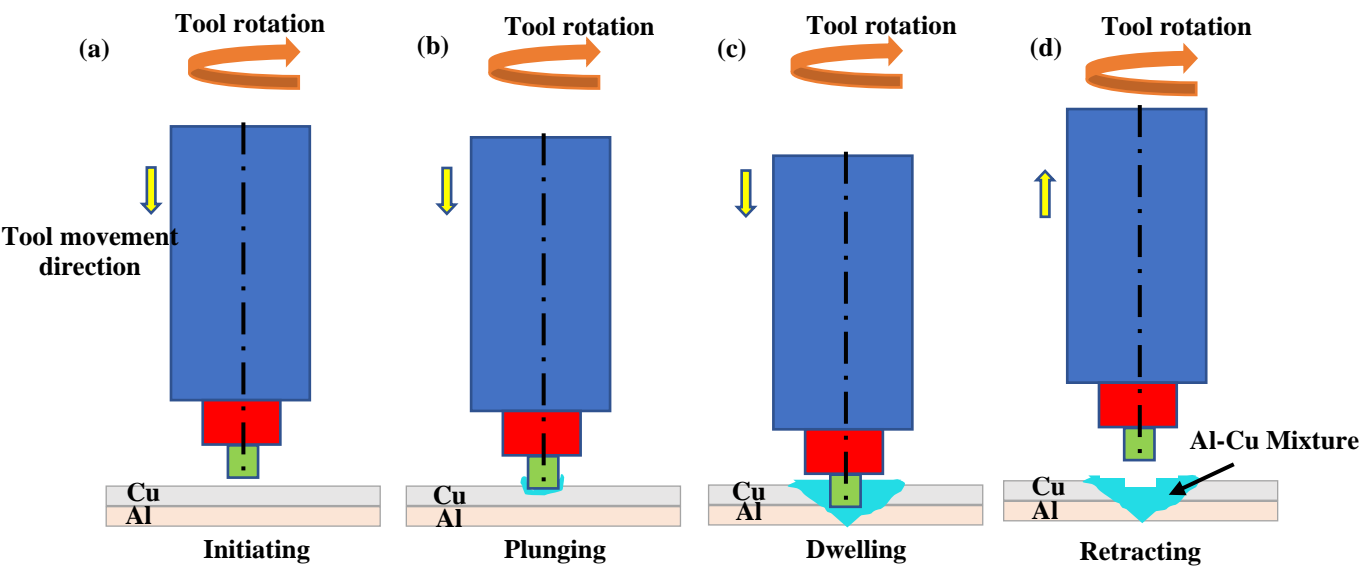 (a)
Tool rotation
Tool movement
direction
Cu
Al
Initiating
(b)
Tool rotation
Cu
Al
Plunging
(c)
Tool rotation
Cu
Al
Dwelling
(d)
Tool rotation
Al-Cu Mixture
Cu
Al
Retracting